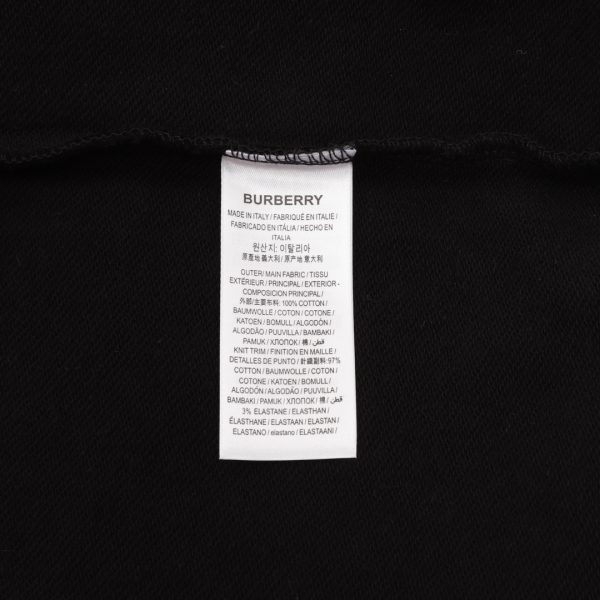 BURBERRY
MADE IN ITALY / FABRIQUÉ EN ITALIE /
FABRICADO EN ITÁLIA / HECHO EN
ITALIA
원산지: 이탈리아
原產地 義大利 / 原产地 意大利
OUTER/ MAIN FABRIC / TISSU
EXTÉRIEUR / PRINCIPAL / EXTERIOR -
COMPOSICION PRINCIPAL /
外部/主要布料: 100% COTTON /
BAUMWOLLE / COTON / COTONE /
KATOEN / BOMULL / ALGODÓN /
ALGODÃO / PUUVILLA / BAMBAKI /
PAMUK / ХЛОПОК / 棉 / قطن /
KNIT TRIM / FINITION EN MAILLE /
DETALLES DE PUNTO / 針織副料: 97%
COTTON / BAUMWOLLE / COTON /
COTONE / KATOEN / BOMULL /
ALGODÓN / ALGODÃO / PUUVILLA /
BAMBAKI / PAMUK / ХЛОПОК / 棉 / قطن /
3% ELASTANE / ELASTHAN /
ÉLASTHANE / ELASTAAN / ELASTAN /
ELASTANO / elastano / ELASTAANI /